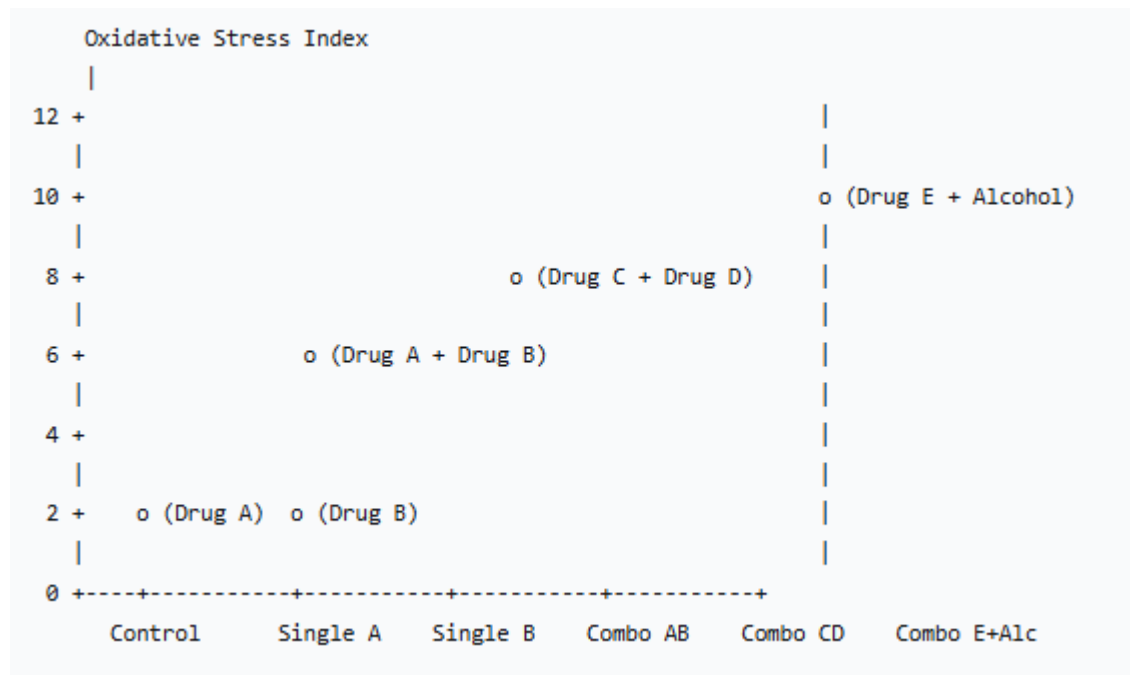 Oxidative Stress Index
|
12 + |
| |
10 + o (Drug E + Alcohol)
| |
8 + o (Drug C + Drug D) |
| |
6 + o (Drug A + Drug B) |
| |
4 + |
| |
2 + o (Drug A) o (Drug B) |
| |
0 +----+-----------+-----------+-----------+-----------+
Control Single A Single B Combo AB Combo CD Combo E+Alc